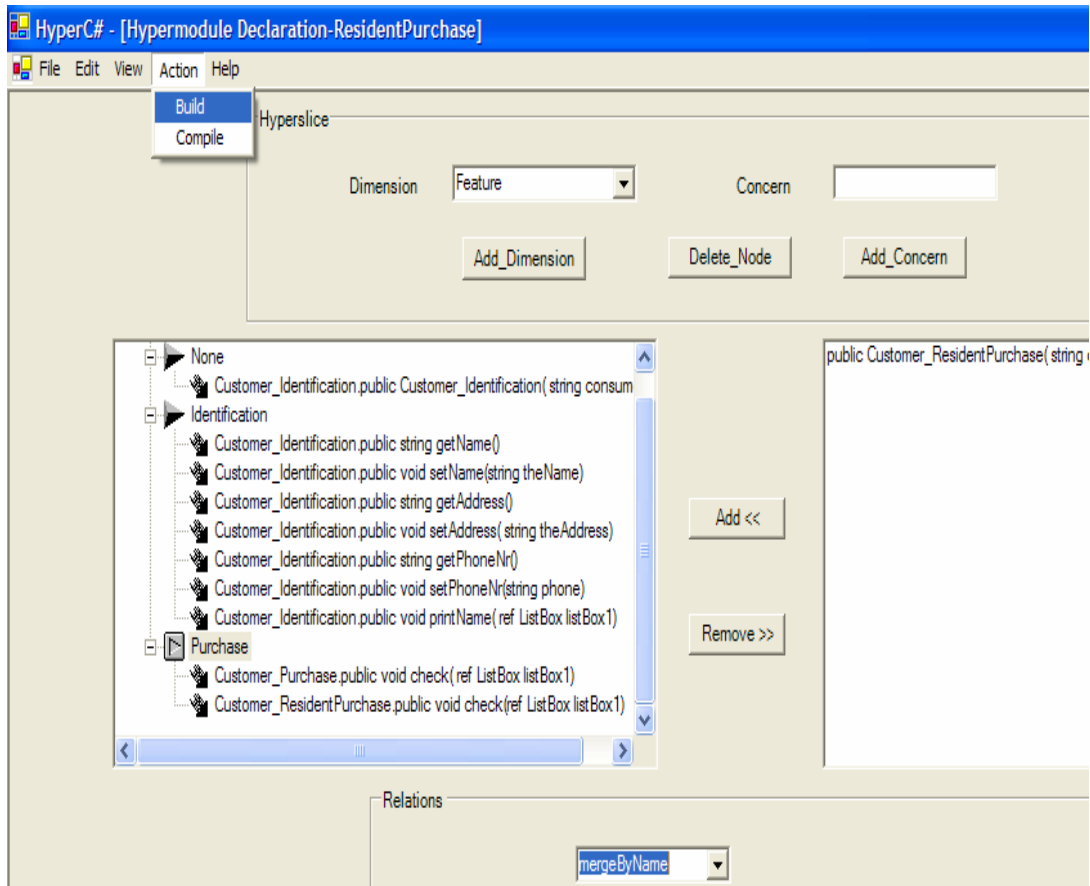 HyperC# - [Hypermodule Declaration-ResidentPurchase]
File Edit View Action Help
Build
Compile
Hyperslice
Dimension Feature Concern
Add_Dimension Delete_Node Add_Concern
None
Customer_Identification.public Customer_Identification( string consum
Identification
Customer_Identification.public string getName()
Customer_Identification.public void setName(string theName)
Customer_Identification.public string getAddress()
Customer_Identification.public void setAddress( string theAddress)
Customer_Identification.public string getPhoneNr()
Customer_Identification.public void setPhoneNr(string phone)
Customer_Identification.public void printName( ref ListBox listBox1)
Purchase
Customer_Purchase.public void check( ref ListBox listBox1)
Customer_ResidentPurchase.public void check(ref ListBox listBox1)
Add <<
Remove >>
public Customer_ResidentPurchase( string
Relations
mergeByName